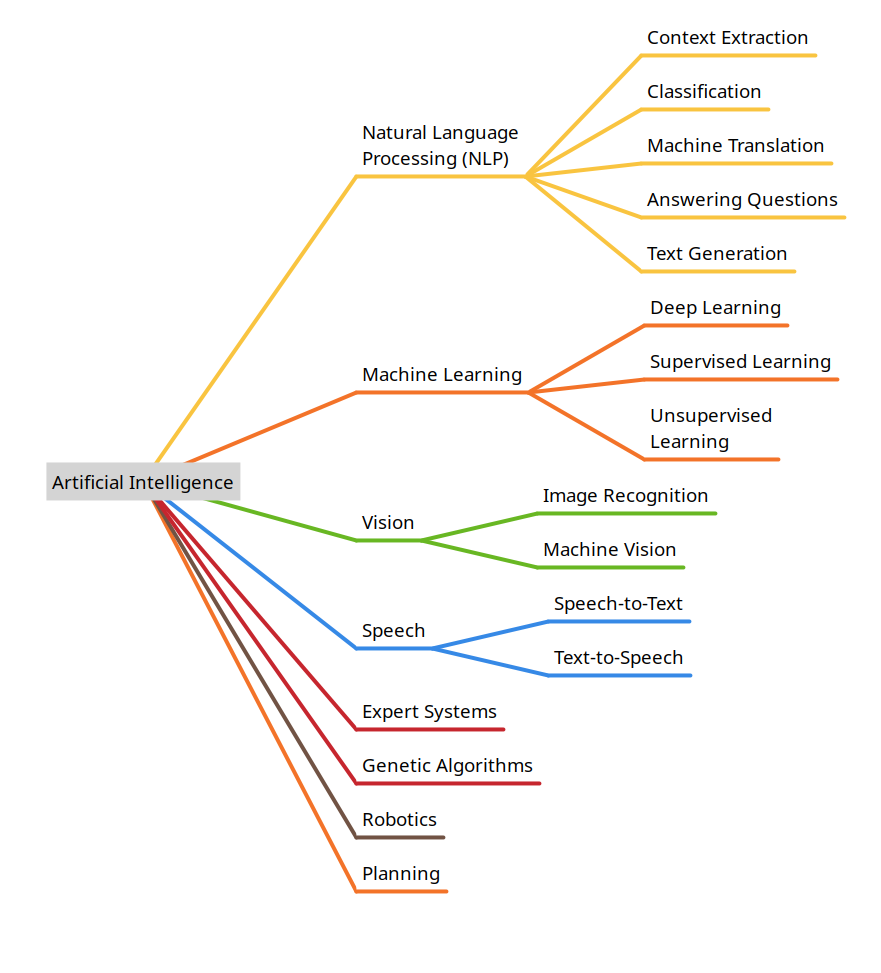 Artificial Intelligence
Natural Language
Processing (NLP)
Context Extraction
Classification
Machine Translation
Answering Questions
Text Generation
Machine Learning
Deep Learning
Supervised Learning
Unsupervised
Learning
Vision
Image Recognition
Machine Vision
Speech
Speech-to-Text
Text-to-Speech
Expert Systems
Genetic Algorithms
Robotics
Planning